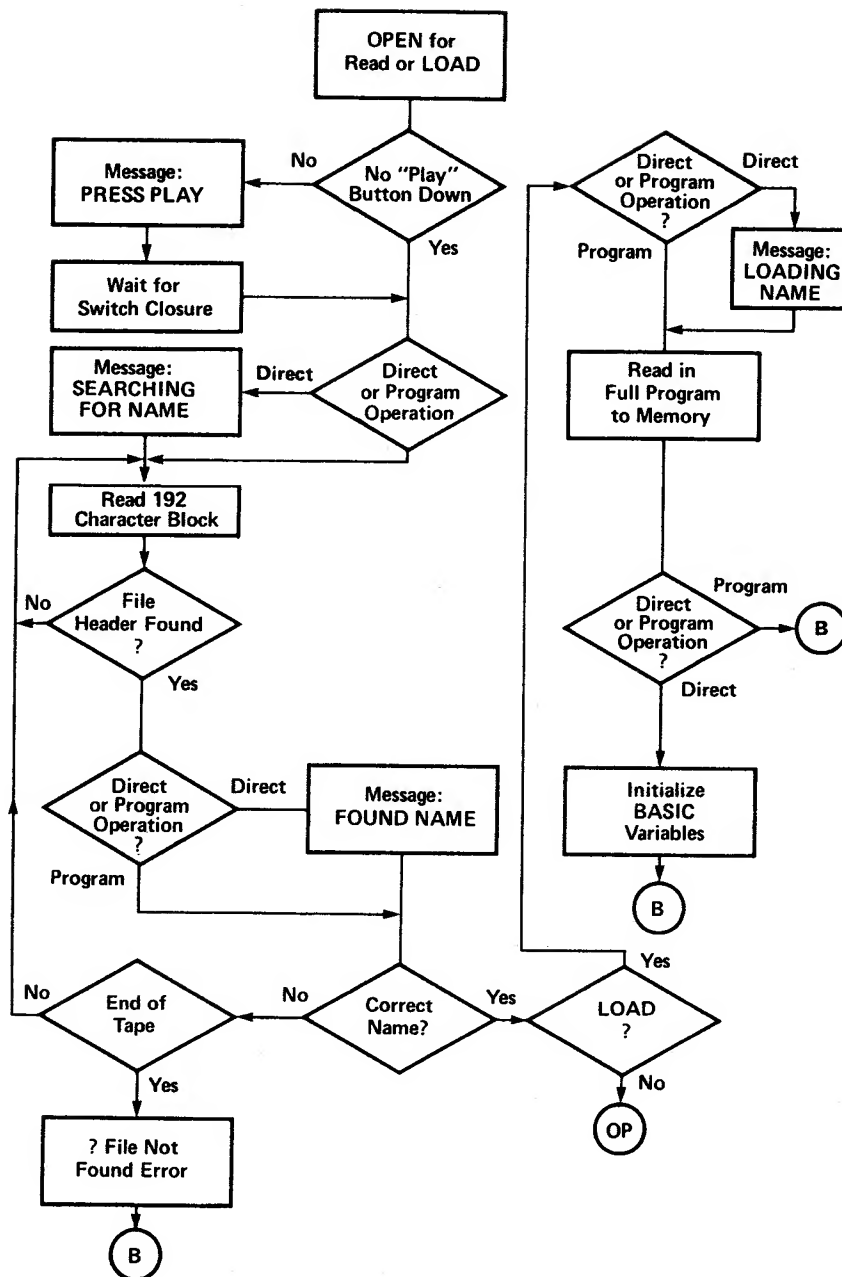 OPEN for
Read or LOAD
No "Play"
Button Down
No
Yes
Message:
PRESS PLAY
Wait for
Switch Closure
Direct
or Program
Operation
Direct
Message:
SEARCHING
FOR NAME
Read 192
Character Block
File
Header Found
?
No
Yes
Direct
or Program
Operation
?
Direct
Program
Message:
FOUND NAME
Correct
Name?
No
Yes
End of
Tape
No
Yes
? File Not
Found Error
B
LOAD
?
Yes
No
OP
Direct
or Program
Operation
?
Direct
Program
Message:
LOADING
NAME
Read in
Full Program
to Memory
Direct
or Program
Operation
?
Program
B
Direct
Initialize
BASIC
Variables
B